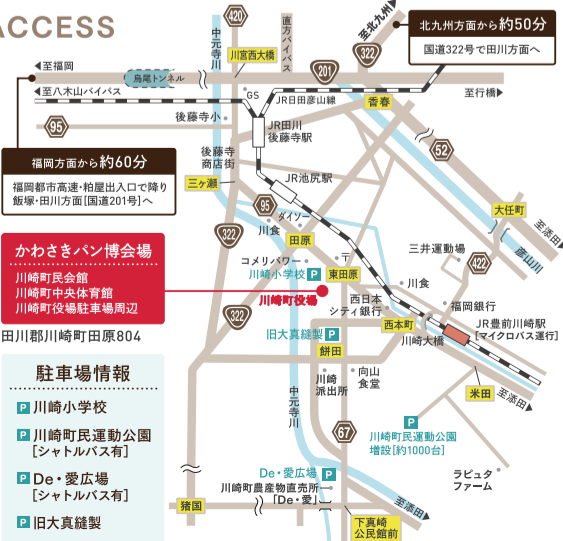 ACCESS
至北九州
北九州方面から約50分
国道322号で田川方面へ
420
中元寺川
直方バイパス
322
川宮西大橋
至福岡
烏尾トンネル
201
至八木山バイパス
GS
JR日田彦山線
至行橋
香春
95
後藤寺小
JR田川
後藤寺駅
52
福岡方面から約60分
福岡都市高速・粕屋出入口で降り
飯塚・田川方面[国道201号]へ
後藤寺
商店街
JR池尻駅
三ヶ瀬
95
ダイソー
大任町
至添田
322
川食
田原
彦山川
かわさきパン博会場
川崎町民会館
川崎町中央体育館
川崎町役場駐車場周辺
コメリパワー
〒
三井運動場
422
川崎小学校 P
東田原
川食
川崎町役場
西日本
シティ銀行
福岡銀行
322
西本町
JR豊前川崎駅
[マイクロバス運行]
田川郡川崎町田原804
旧大真縫製 P
川崎大橋
餅田
駐車場情報
P 川崎小学校
P 川崎町民運動公園
[シャトルバス有]
P De・愛広場
[シャトルバス有]
P 旧大真縫製
川崎
派出所
向山
食堂
米田
至添田
中元寺川
P
67
川崎町民運動公園
増設[約1000台]
De・愛広場 P
ラピュタ
ファーム
川崎町農産物直売所
「De・愛」
至添田
猪国
下真崎
公民館前